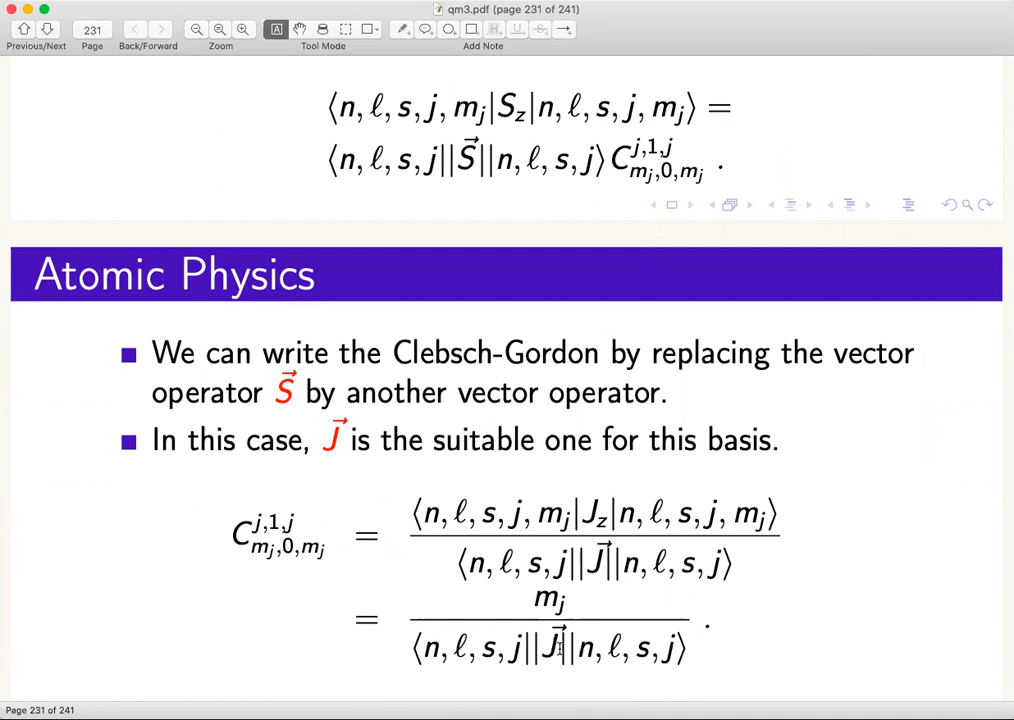 qm3.pdf (page 231 of 241)
231
Previous/Next Page Back/Forward Zoom Tool Mode Add Note
⟨n, ℓ, s, j, m_j|S_z|n, ℓ, s, j, m_j⟩ =
⟨n, ℓ, s, j||S⃗||n, ℓ, s, j⟩ C^{j,1,j}_{m_j,0,m_j} .
Atomic Physics
We can write the Clebsch-Gordon by replacing the vector
operator S⃗ by another vector operator.
In this case, J⃗ is the suitable one for this basis.
⟨n, ℓ, s, j, m_j|J_z|n, ℓ, s, j, m_j⟩
C^{j,1,j}_{m_j,0,m_j} =
⟨n, ℓ, s, j||J⃗||n, ℓ, s, j⟩
m_j
= .
⟨n, ℓ, s, j||J⃗||n, ℓ, s, j⟩
Page 231 of 241